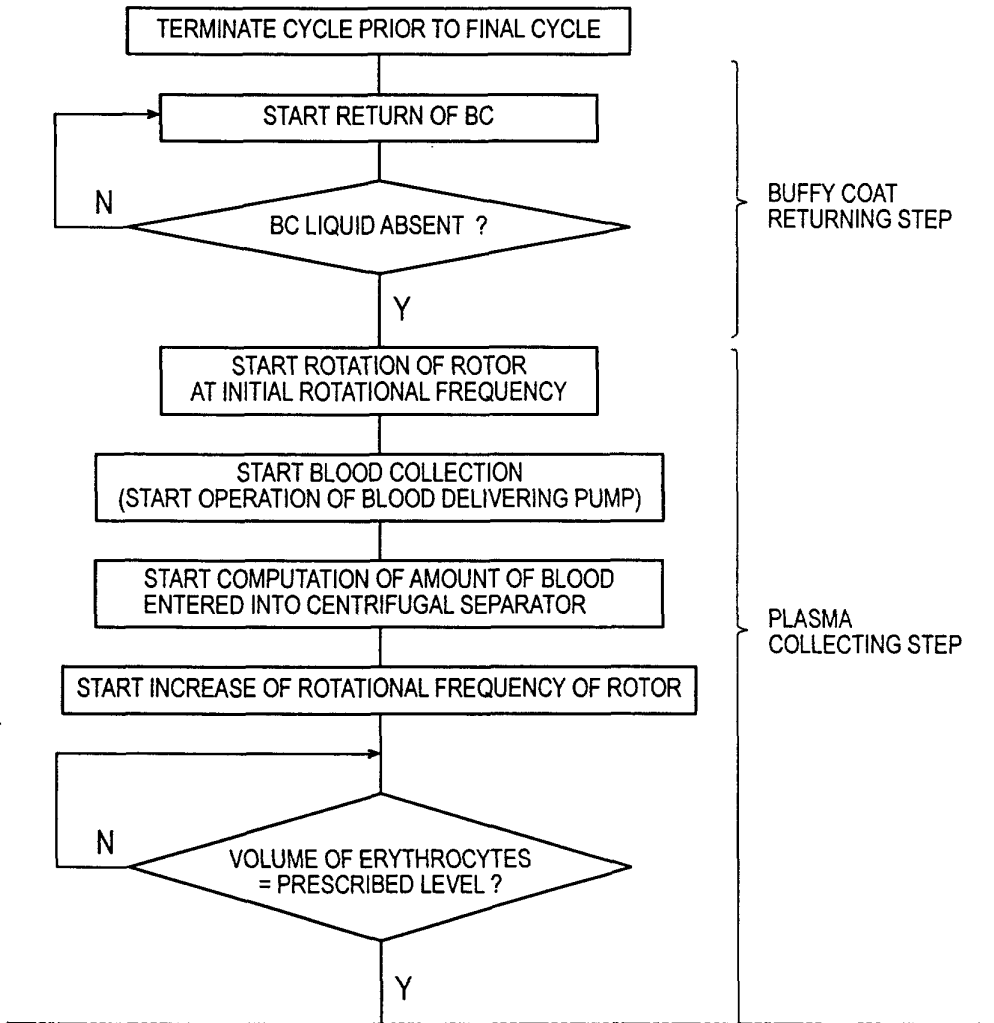 TERMINATE CYCLE PRIOR TO FINAL CYCLE
START RETURN OF BC
N
BC LIQUID ABSENT ?
Y
BUFFY COAT
RETURNING STEP
START ROTATION OF ROTOR
AT INITIAL ROTATIONAL FREQUENCY
START BLOOD COLLECTION
(START OPERATION OF BLOOD DELIVERING PUMP)
START COMPUTATION OF AMOUNT OF BLOOD
ENTERED INTO CENTRIFUGAL SEPARATOR
PLASMA
COLLECTING STEP
START INCREASE OF ROTATIONAL FREQUENCY OF ROTOR
N
VOLUME OF ERYTHROCYTES
= PRESCRIBED LEVEL ?
Y